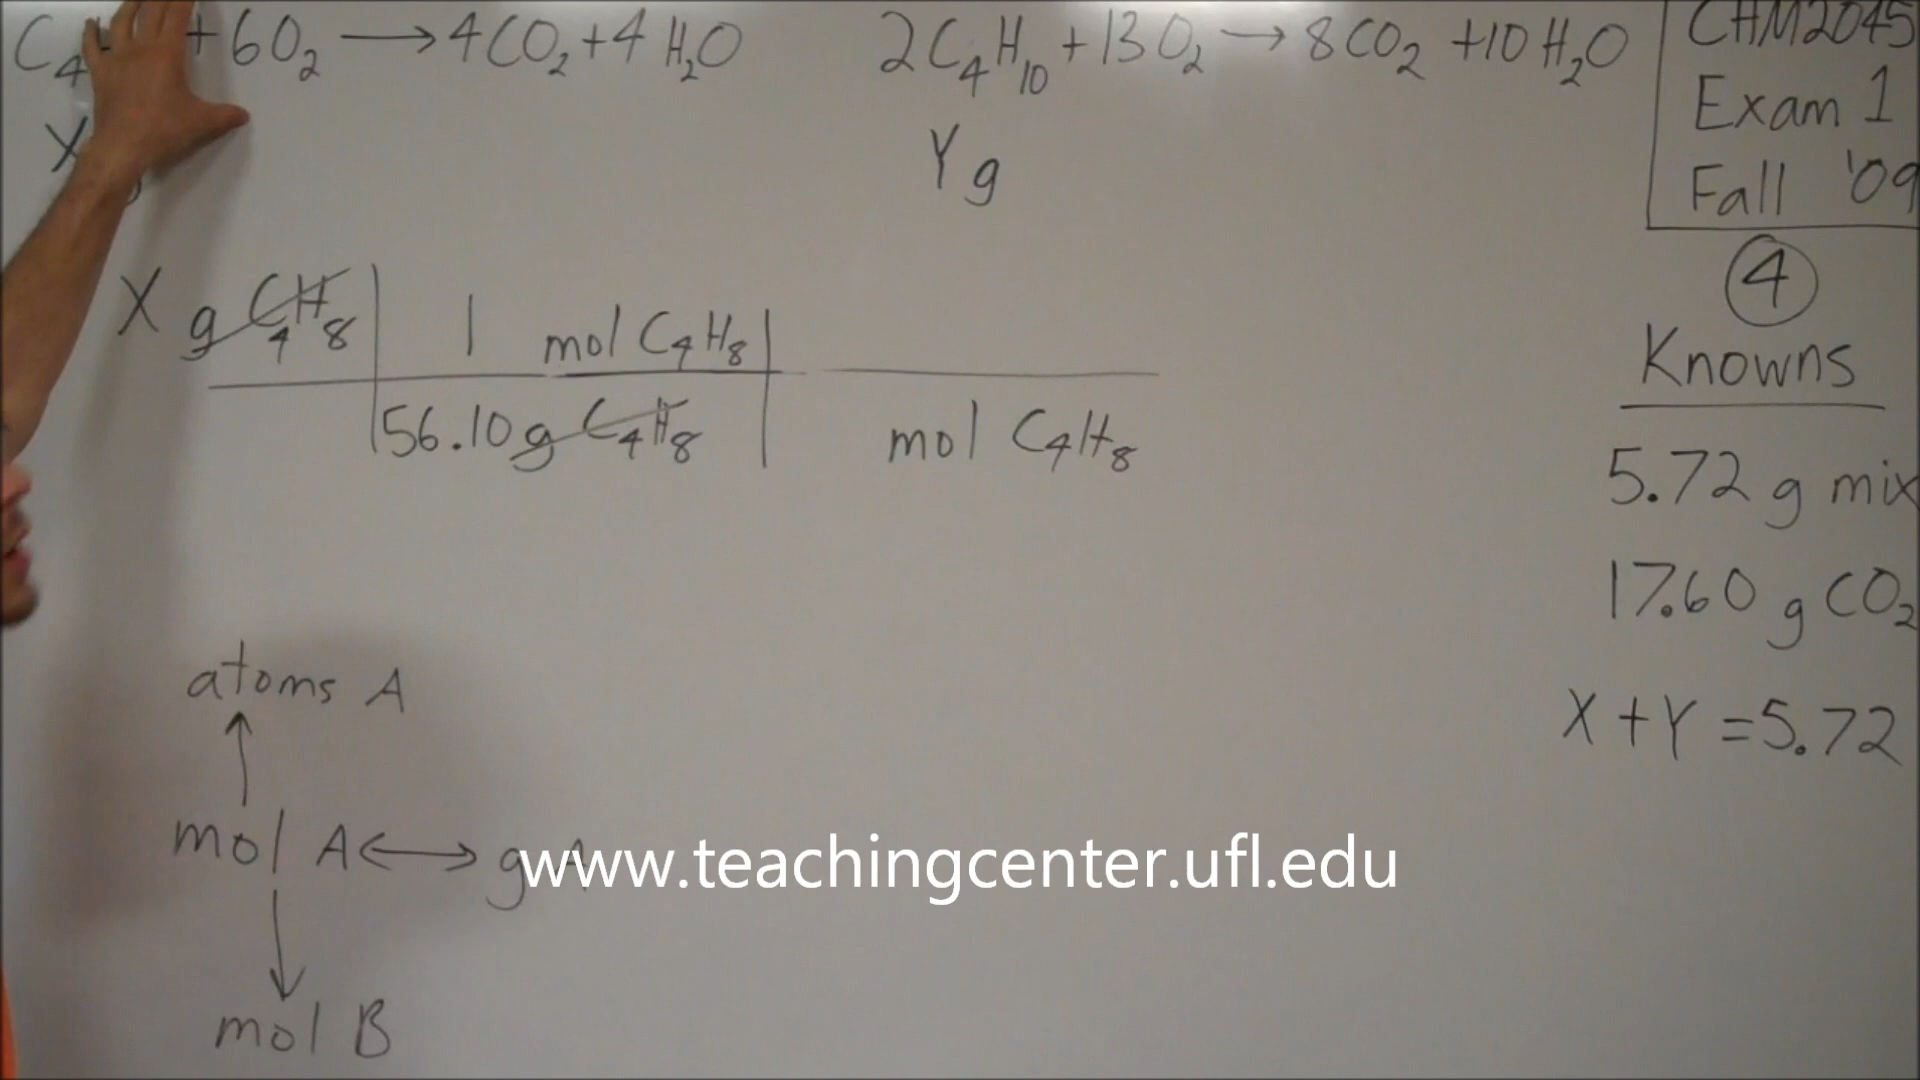 C₄ + 6O₂ → 4CO₂ + 4H₂O
2C₄H₁₀ + 13O₂ → 8CO₂ + 10H₂O
CHM2045
Exam 1
Fall '09
X
Y g
X g C₄H₈ | 1 mol C₄H₈ |
56.10 g C₄H₈ | mol C₄H₈
4
Knowns
5.72 g mix
17.60 g CO₂
X + Y = 5.72
atoms A
↑
mol A ↔ g A
↓
mol B
www.teachingcenter.ufl.edu